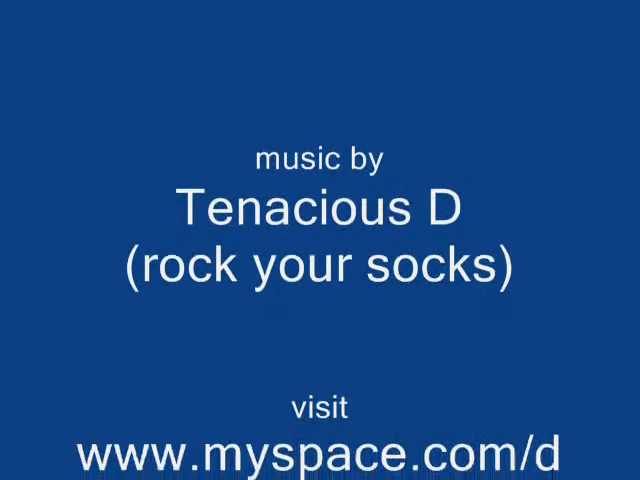 music by
Tenacious D
(rock your socks)
visit
www.myspace.com/d